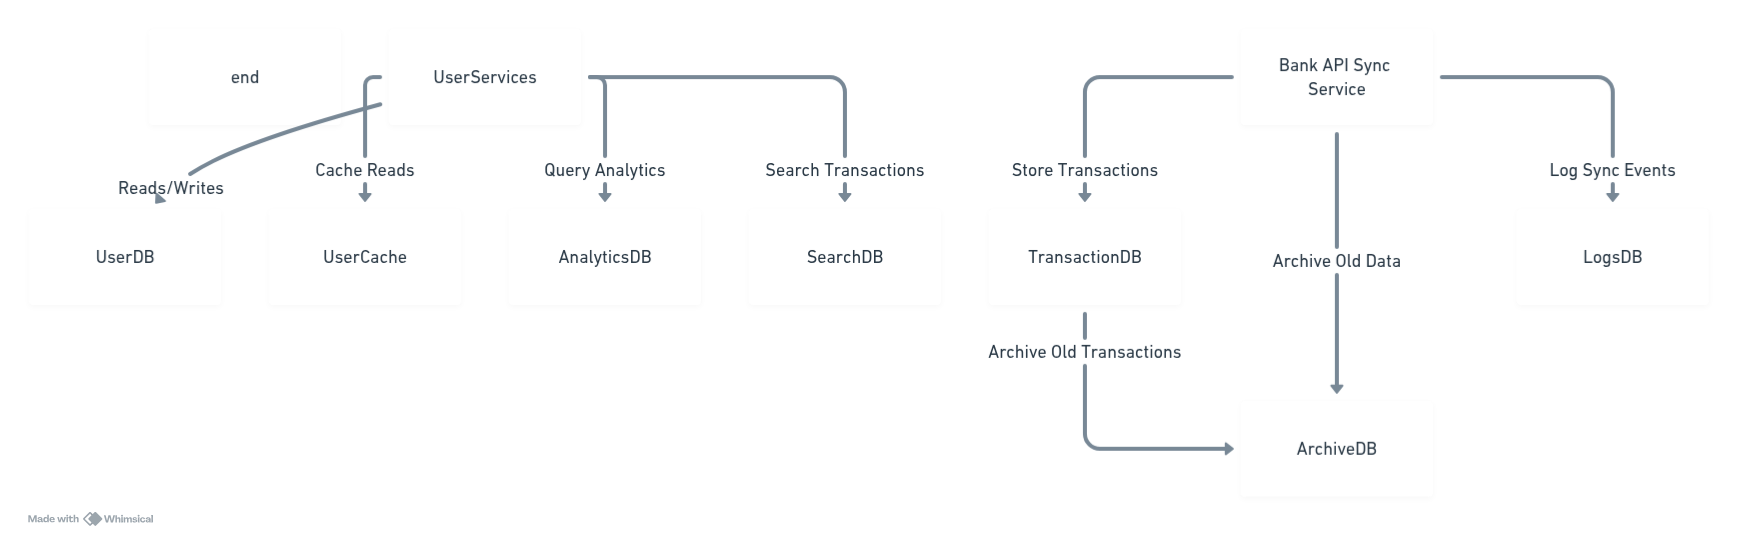 end
UserServices
Bank API Sync
Service
Reads/Writes
Cache Reads
Query Analytics
Search Transactions
Store Transactions
Log Sync Events
UserDB
UserCache
AnalyticsDB
SearchDB
TransactionDB
Archive Old Data
LogsDB
Archive Old Transactions
ArchiveDB
Made with Whimsical